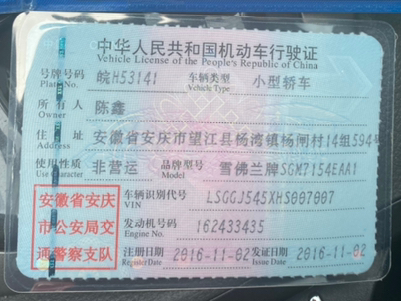 中华人民共和国机动车行驶证
Vehicle License of the People's Republic of China
号牌号码 皖H53141 车辆类型 小型轿车
Plate No. Vehicle Type
所有人 陈鑫
Owner
住址 安徽省安庆市望江县杨湾镇杨闸村14组594号
Address
使用性质 非营运 品牌型号 雪佛兰牌SGM7154EAA1
Use Character Model
安徽省安庆
市公安局交
通警察支队
车辆识别代号 LSGGJ545XHS007007
VIN
发动机号码 162433435
Engine No.
注册日期 2016-11-02 发证日期 2016-11-02
Register Date Issue Date